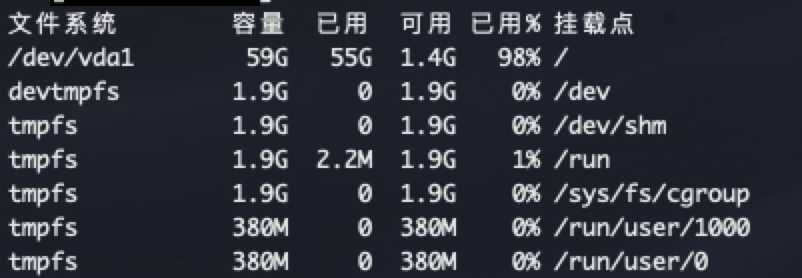 文件系统 容量 已用 可用 已用% 挂载点
/dev/vda1 59G 55G 1.4G 98% /
devtmpfs 1.9G 0 1.9G 0% /dev
tmpfs 1.9G 0 1.9G 0% /dev/shm
tmpfs 1.9G 2.2M 1.9G 1% /run
tmpfs 1.9G 0 1.9G 0% /sys/fs/cgroup
tmpfs 380M 0 380M 0% /run/user/1000
tmpfs 380M 0 380M 0% /run/user/0